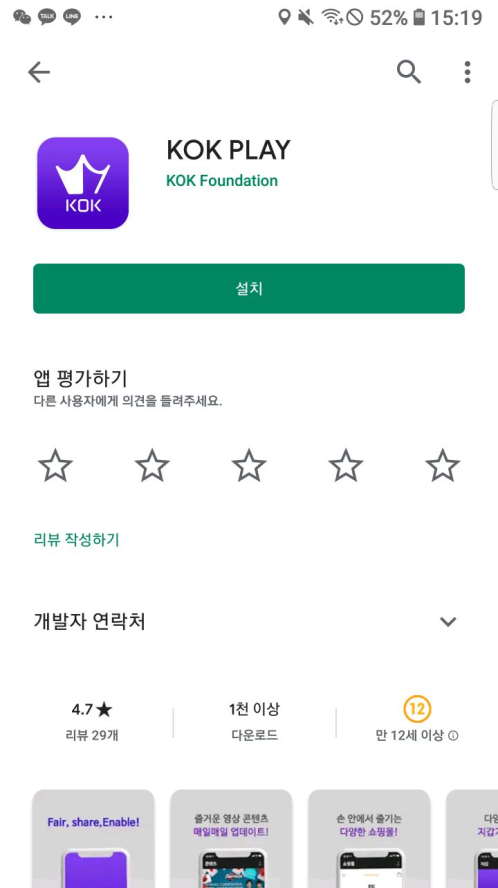 TALK LINE ... 52% 15:19
KOK PLAY
KOK Foundation
KOK
설치
앱 평가하기
다른 사용자에게 의견을 들려주세요.
리뷰 작성하기
개발자 연락처
4.7★ 1천 이상 12
리뷰 29개 다운로드 만 12세 이상
Fair, share,Enable! 즐거운 영상 콘텐츠 손 안에서 즐기는
매일매일 업데이트! 다양한 쇼핑몰!